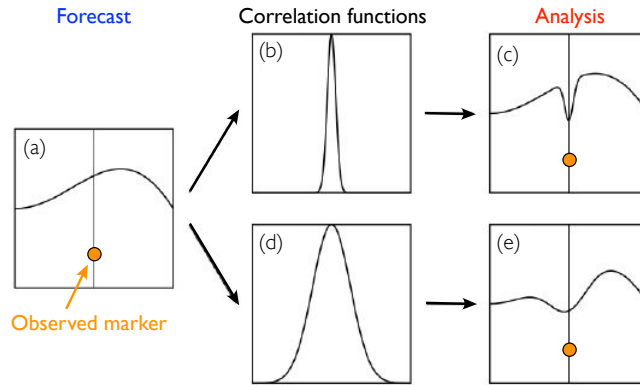 Forecast
Correlation functions
Analysis
(a)
(b)
(c)
(d)
(e)
Observed marker